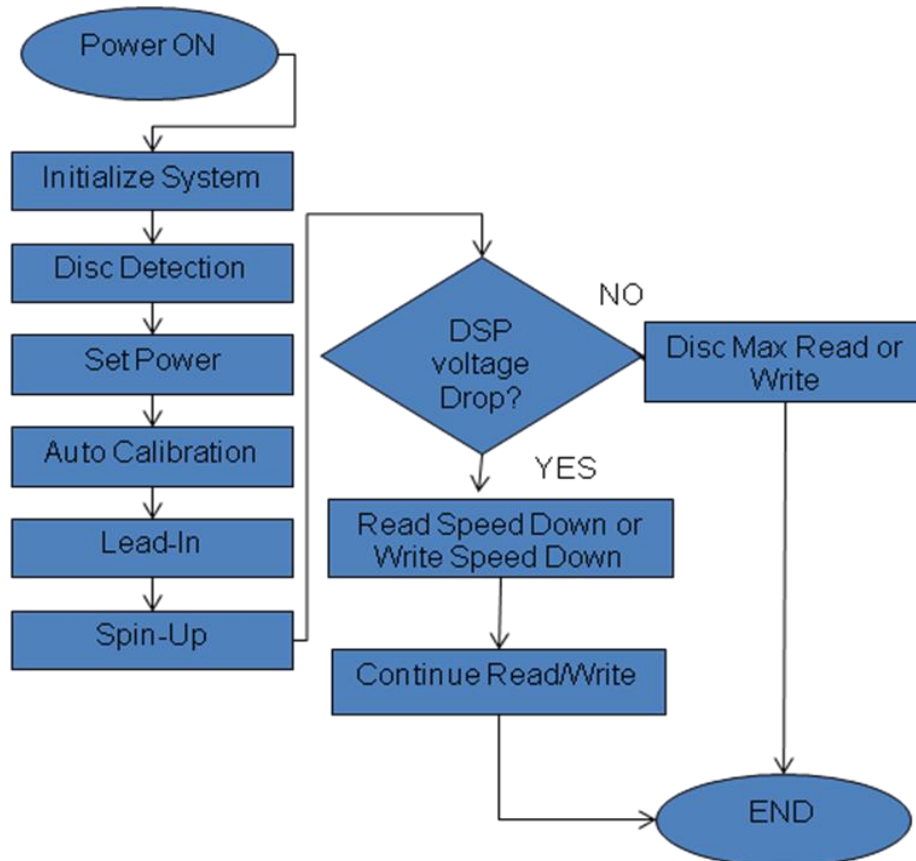 Power ON
Initialize System
Disc Detection
Set Power
Auto Calibration
Lead-In
Spin-Up
DSP
voltage
Drop?
NO
Disc Max Read or
Write
YES
Read Speed Down or
Write Speed Down
Continue Read/Write
END